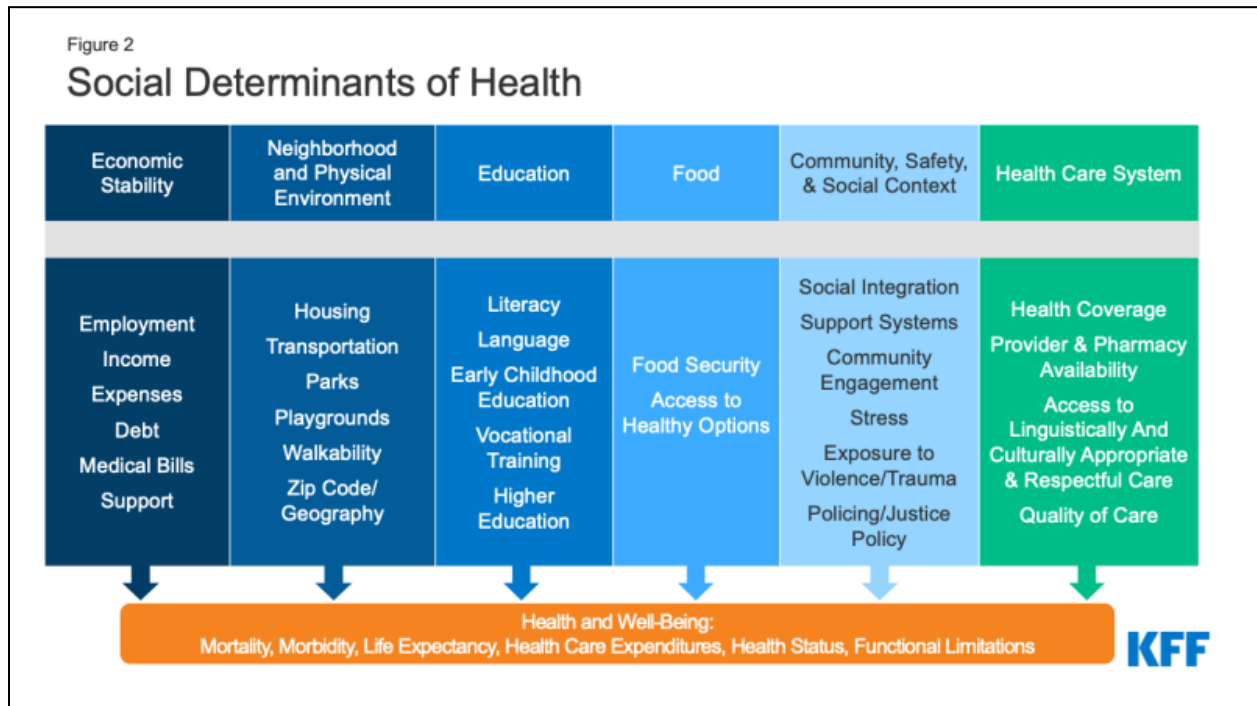 Figure 2
Social Determinants of Health
Economic
Stability
Neighborhood
and Physical
Environment
Education
Food
Community, Safety,
& Social Context
Health Care System
Employment
Income
Expenses
Debt
Medical Bills
Support
Housing
Transportation
Parks
Playgrounds
Walkability
Zip Code/
Geography
Literacy
Language
Early Childhood
Education
Vocational
Training
Higher
Education
Food Security
Access to
Healthy Options
Social Integration
Support Systems
Community
Engagement
Stress
Exposure to
Violence/Trauma
Policing/Justice
Policy
Health Coverage
Provider & Pharmacy
Availability
Access to
Linguistically And
Culturally Appropriate
& Respectful Care
Quality of Care
Health and Well-Being:
Mortality, Morbidity, Life Expectancy, Health Care Expenditures, Health Status, Functional Limitations
KFF